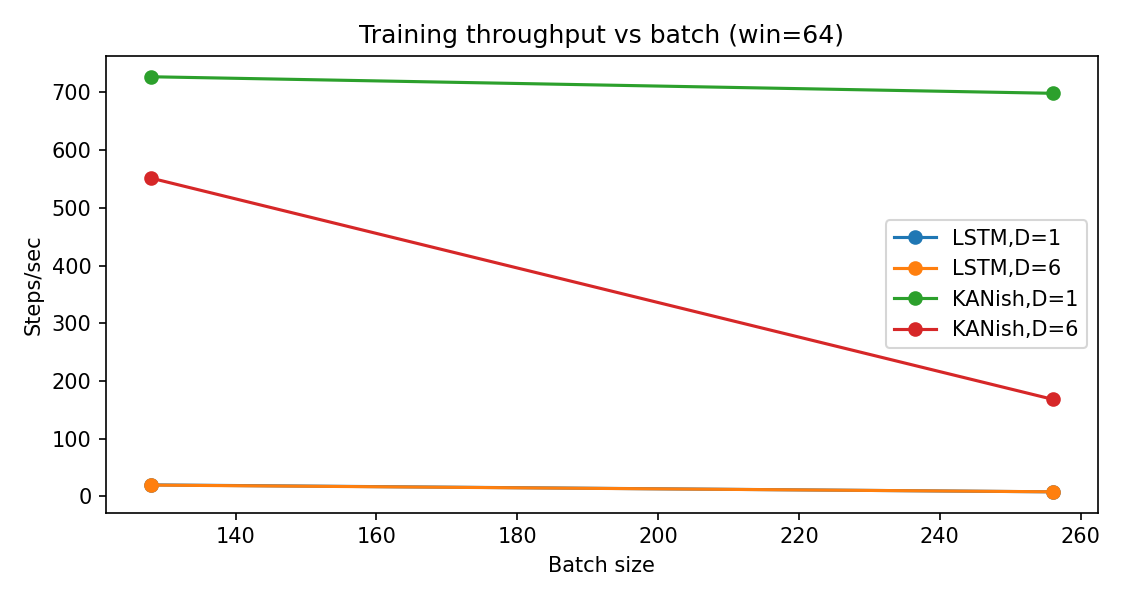 Training throughput vs batch (win=64)
Steps/sec
700
600
500
400
300
200
100
0
LSTM,D=1
LSTM,D=6
KANish,D=1
KANish,D=6
140 160 180 200 220 240 260
Batch size